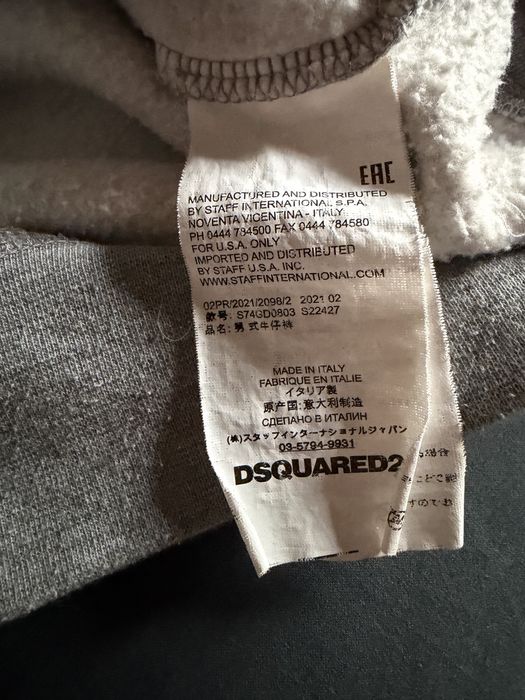 EAC
MANUFACTURED AND DISTRIBUTED
BY STAFF INTERNATIONAL S.P.A.
NOVENTA VICENTINA - ITALY
PH 0444 784500 FAX 0444 784580
FOR U.S.A. ONLY
IMPORTED AND DISTRIBUTED
BY STAFF U.S.A. INC.
WWW.STAFFINTERNATIONAL.COM
02PR/2021/2098/2 2021 02
款号: S74GD0803 S22427
品名: 男式牛仔裤
MADE IN ITALY
FABRIQUE EN ITALIE
イタリア製
原产国:意大利制造
СДЕЛАНО В ИТАЛИИ
(株)スタッフインターナショナルジャパン
03-5794-9931
DSQUARED2